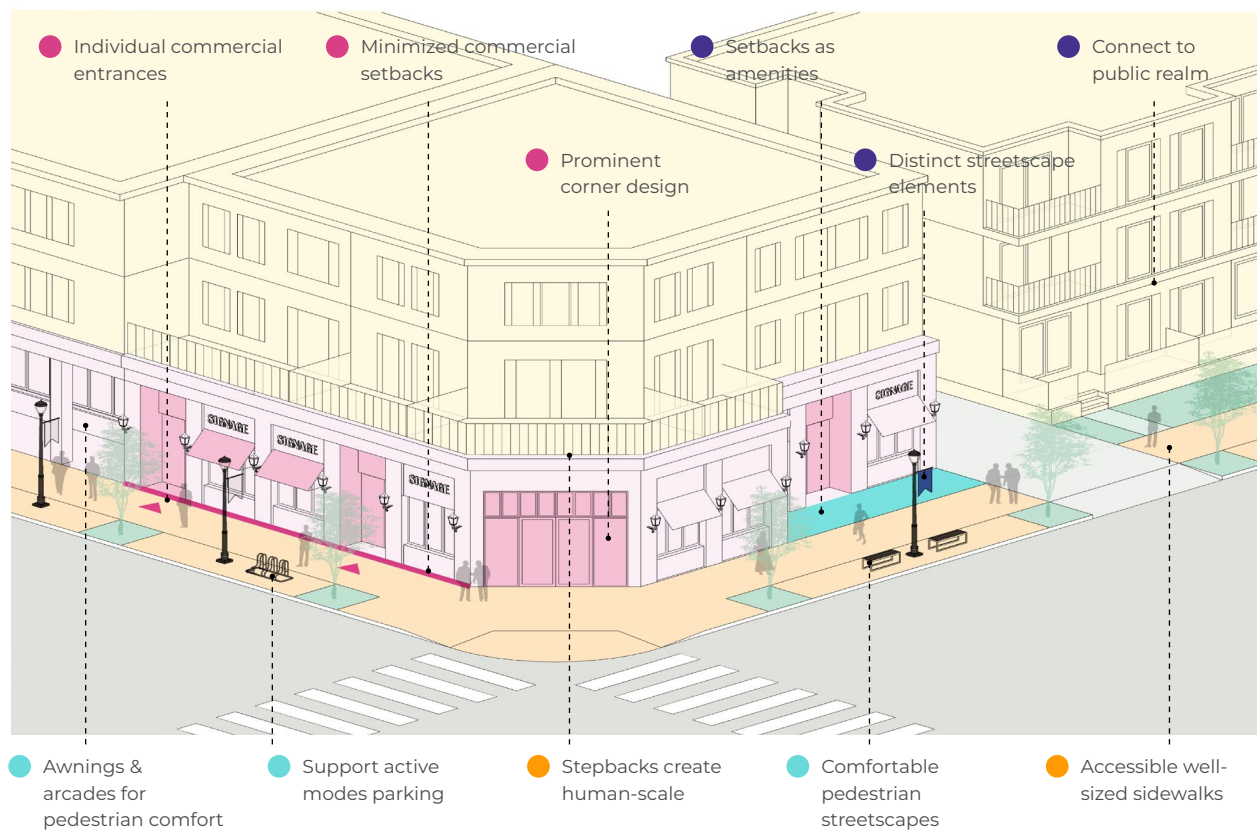 Individual commercial
entrances
Minimized commercial
setbacks
Setbacks as
amenities
Connect to
public realm
Prominent
corner design
Distinct streetscape
elements
SIGNAGE
SIGNAGE
SIGNAGE
SIGNAGE
Awnings &
arcades for
pedestrian comfort
Support active
modes parking
Stepbacks create
human-scale
Comfortable
pedestrian
streetscapes
Accessible well-
sized sidewalks